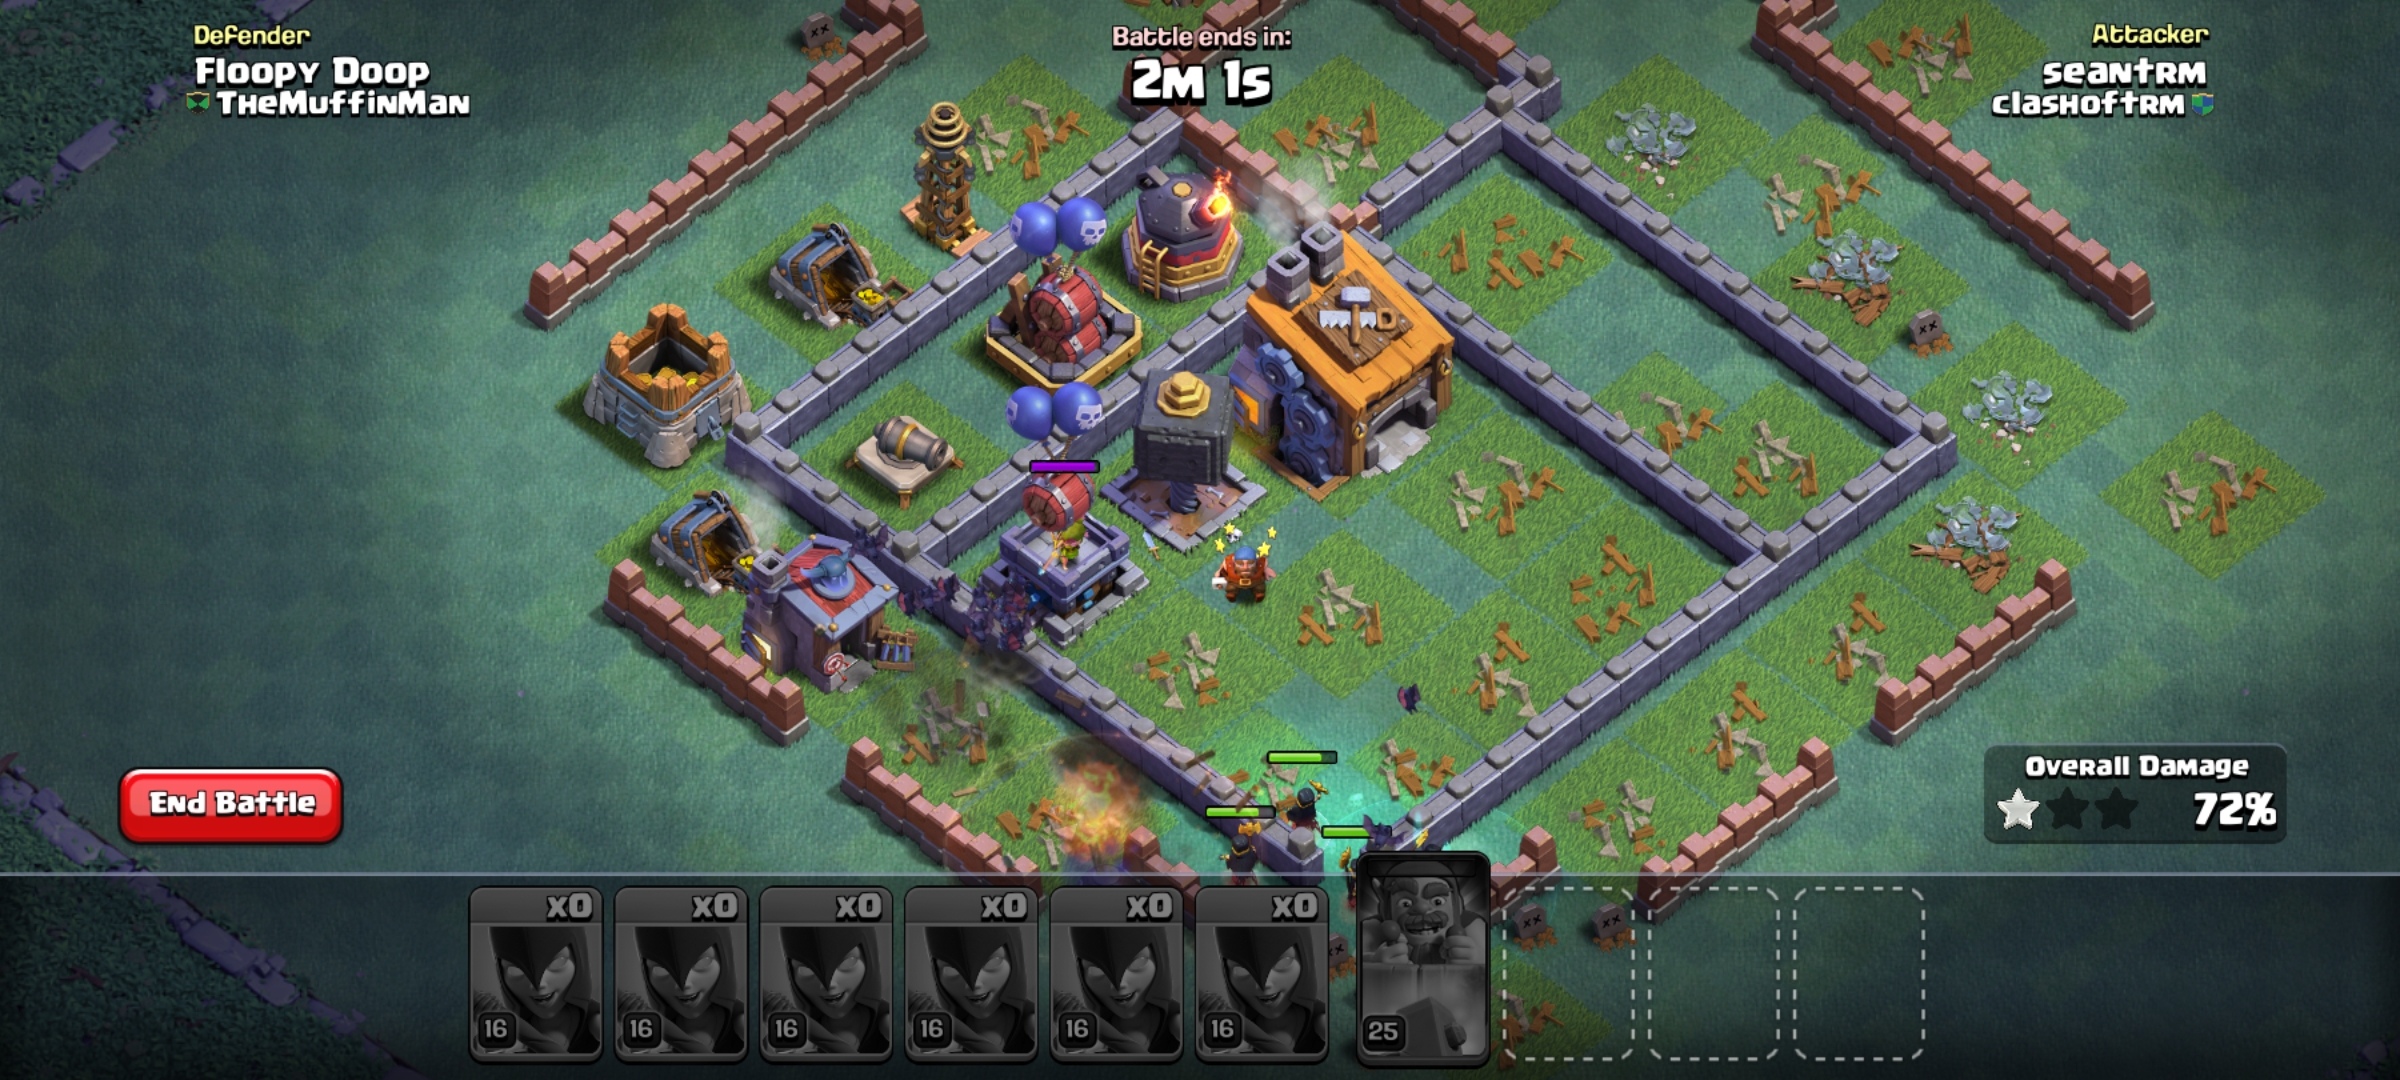 Defender
Floopy Doop
TheMuffinMan
Battle ends in:
2M 1s
Attacker
seantrm
clashoftrm
End Battle
Overall Damage
72%
x0
x0
x0
x0
x0
x0
16
16
16
16
16
16
25